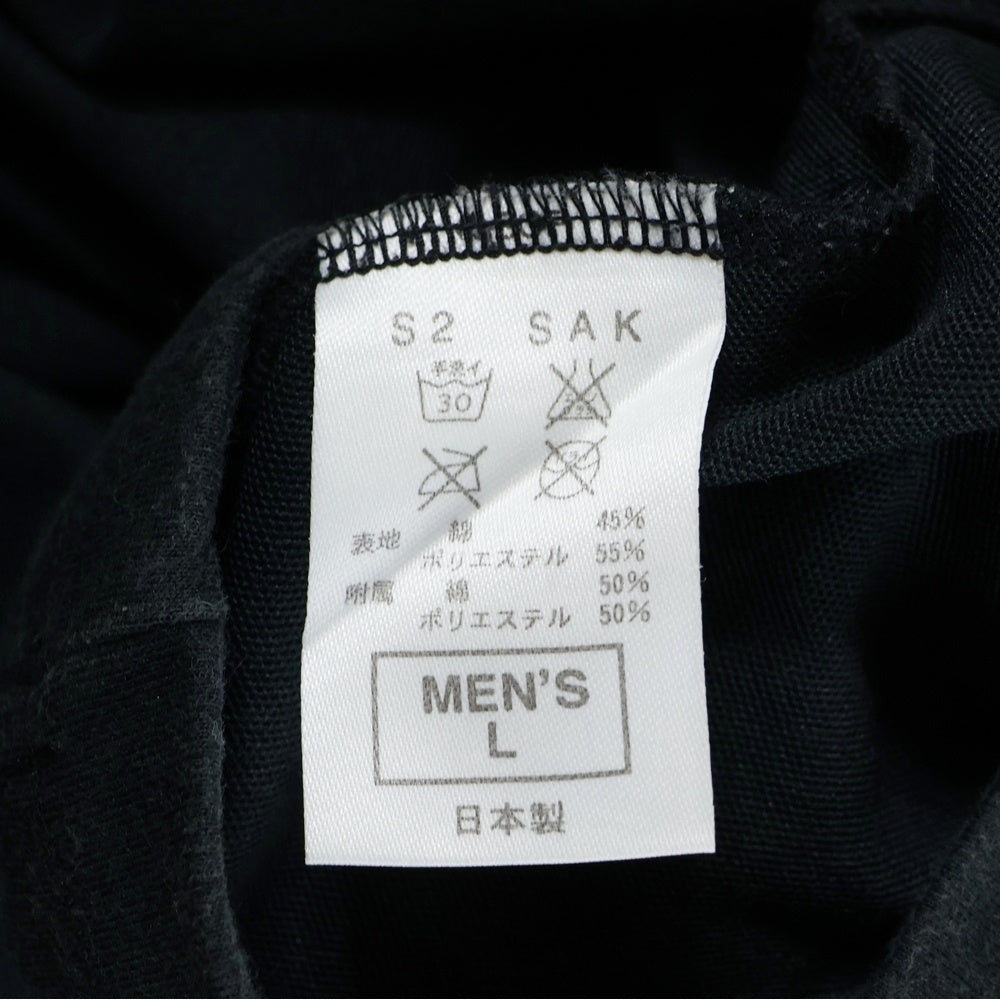 S2 SAK
手洗イ
30
表地 綿 45%
ポリエステル 55%
附属 綿 50%
ポリエステル 50%
MEN'S
L
日本製